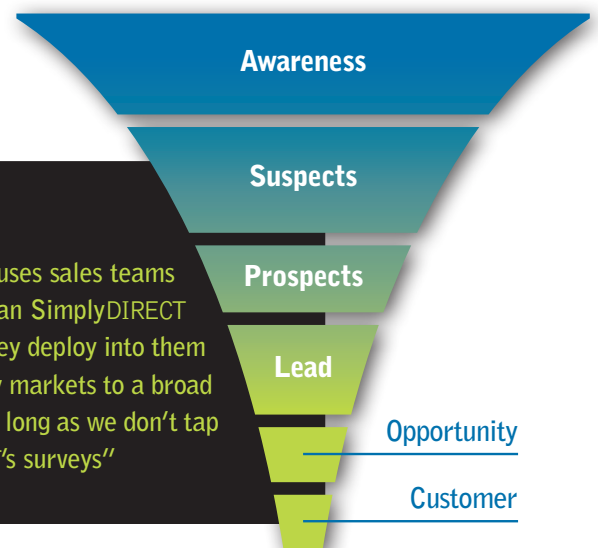 Awareness
Suspects
Prospects
Lead
Opportunity
Customer
uses sales teams
an SimplyDIRECT
ey deploy into them
markets to a broad
long as we don't tap
's surveys"